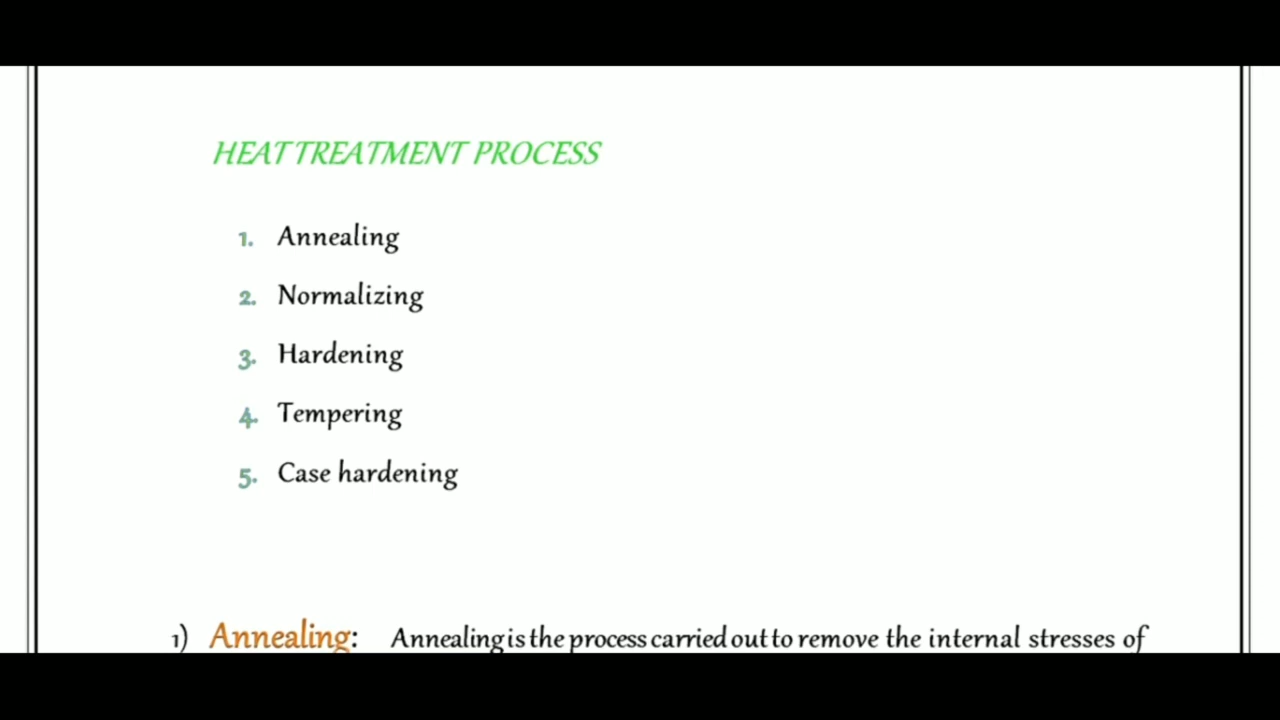 HEAT TREATMENT PROCESS
1. Annealing
2. Normalizing
3. Hardening
4. Tempering
5. Case hardening
1) Annealing: Annealing is the process carried out to remove the internal stresses of